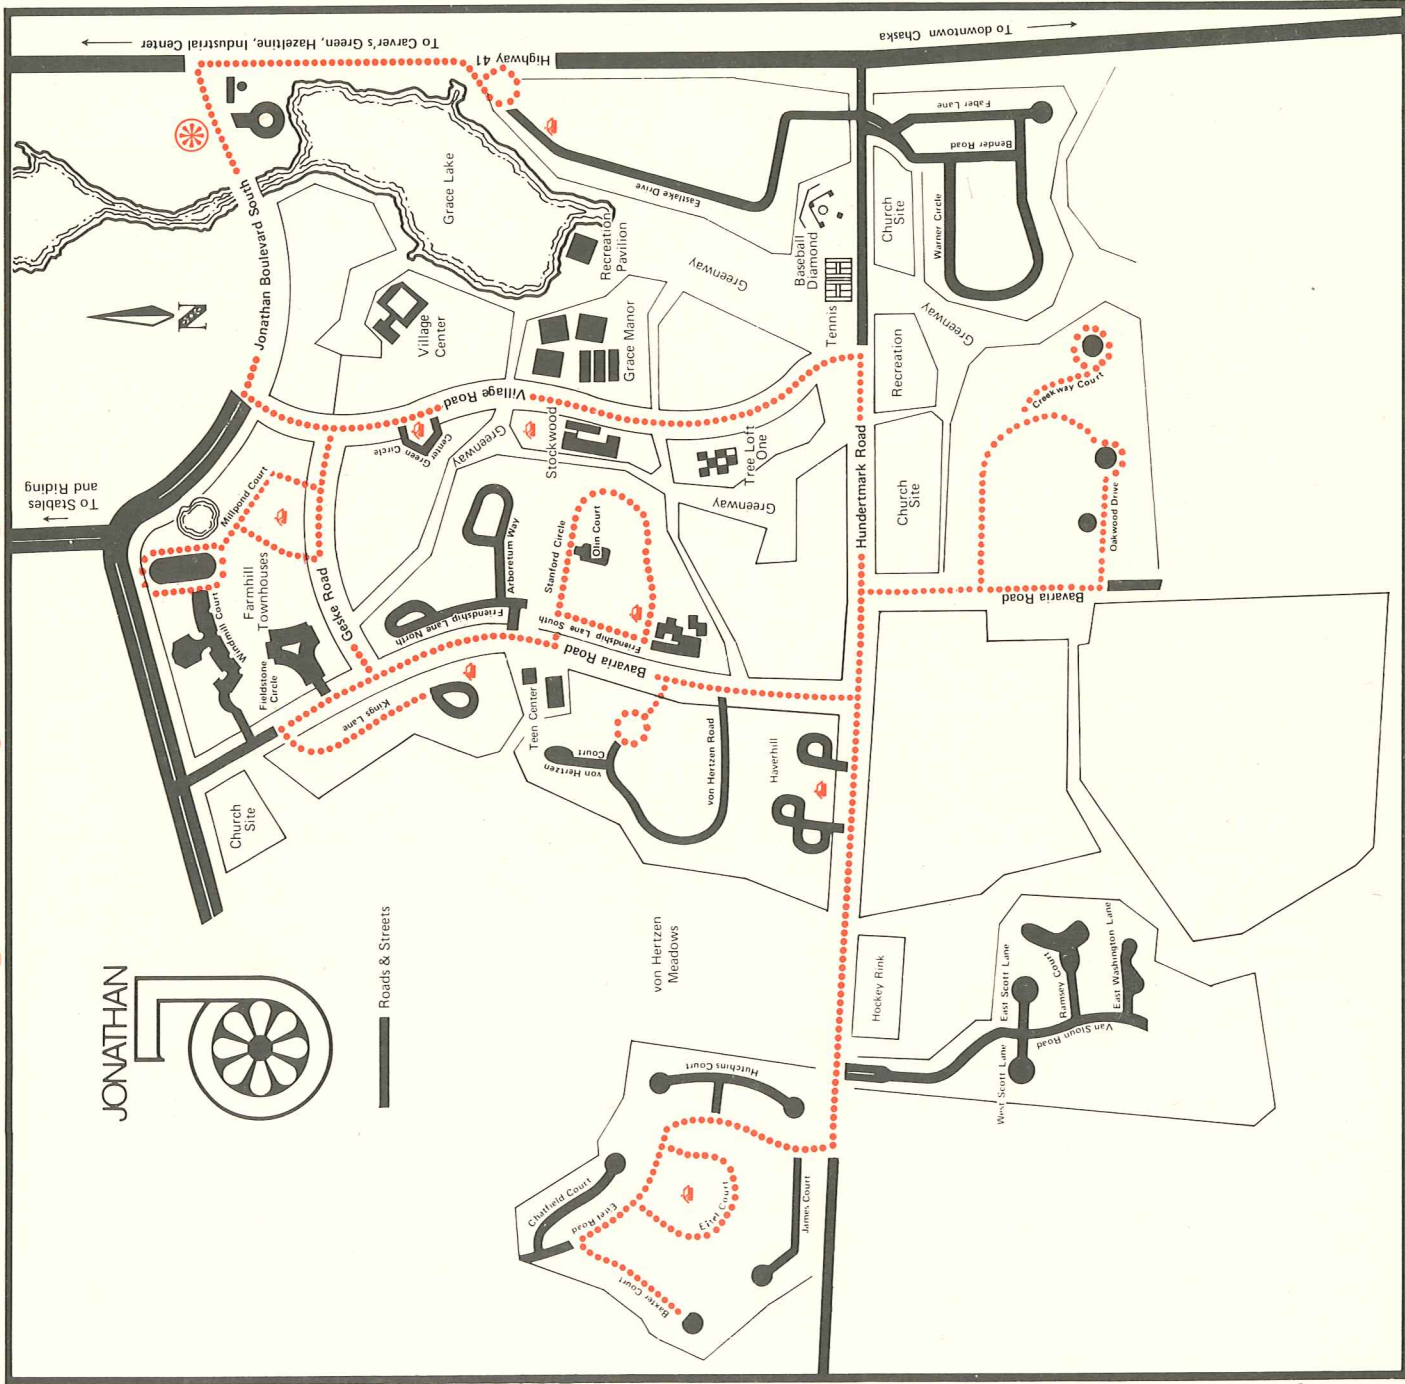 To Carver's Green, Hazeltine, Industrial Center
Highway 41
To downtown Chaska
Jonathan Boulevard South
Grace Lake
Eastlake Drive
Faber Lane
Bender Road
Warner Circle
Church
Site
Baseball
Diamond
Tennis
Recreation
Pavilion
Greenway
Greenway
N
Village
Center
Grace Manor
Recreation
Village Road
Creekway Court
To Stables
and Riding
Millpond Court
Center Green Circle
Greenway
Stockwood
Tree Loft
One
Greenway
Hundertmark Road
Church
Site
Oakwood Drive
Farmhill
Townhouses
Windmill Court
Fieldstone
Circle
Geske Road
Arboretum Way
Friendship Lane North
Stanford Circle
Olin Court
Friendship Lane South
Bavaria Road
Bavaria Road
Kings Lane
Teen Center
von Hertzen
Court
von Hertzen Road
Haverhill
Church
Site
JONATHAN
Roads & Streets
von Hertzen
Meadows
Hockey Rink
East Scott Lane
West Scott Lane
Ramsey Court
East Washington Lane
Van Sloun Road
Hutchins Court
Chatfield Court
Eitel Road
Eitel Court
James Court
Baxter Court